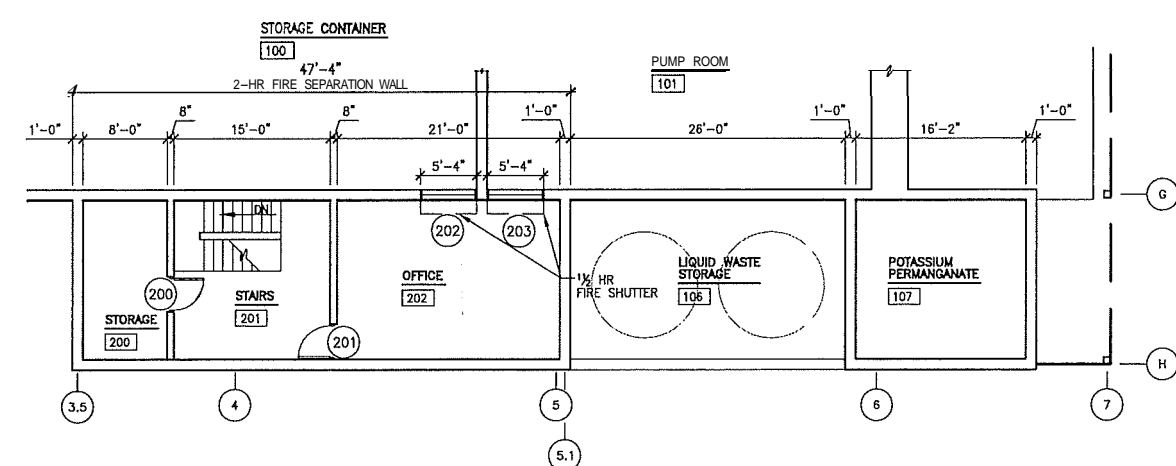 STORAGE CONTAINER
100
47'-4"
2-HR FIRE SEPARATION WALL
PUMP ROOM
101
1'-0"
8'-0"
8"
15'-0"
8"
21'-0"
1'-0"
26'-0"
1'-0"
16'-2"
1'-0"
5'-4"
5'-4"
G
DN
202
203
1½ HR
FIRE SHUTTER
OFFICE
202
LIQUID WASTE
STORAGE
106
POTASSIUM
PERMANGANATE
107
200
STAIRS
201
STORAGE
200
201
H
3.5
4
5
6
7
5.1